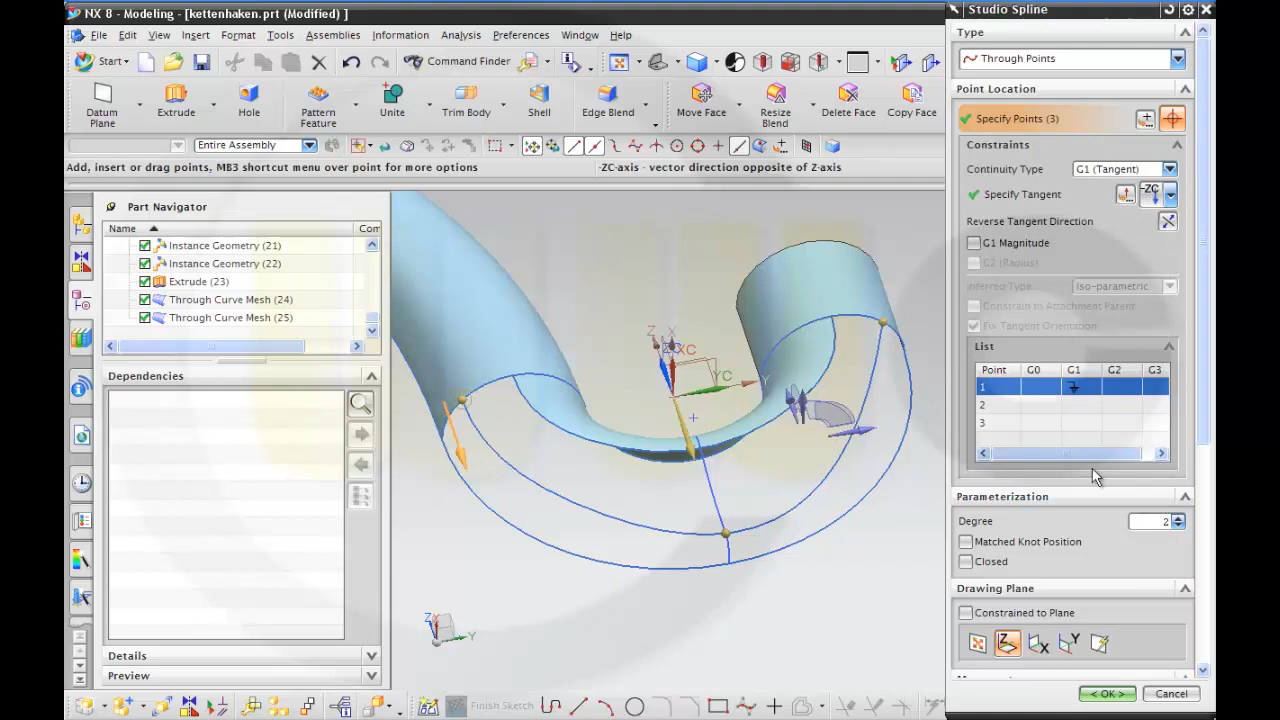 NX 8 - Modeling - [kettenhaken.prt (Modified) ]
File Edit View Insert Format Tools Assemblies Information Analysis Preferences Window Help
Start Command Finder
Datum Plane Extrude Hole Pattern Feature Unite Trim Body Shell Edge Blend Move Face Resize Blend Delete Face Copy Face
Entire Assembly
Add, insert or drag points, MB3 shortcut menu over point for more options -ZC-axis - vector direction opposite of Z-axis
Part Navigator
Name Com
Instance Geometry (21)
Instance Geometry (22)
Extrude (23)
Through Curve Mesh (24)
Through Curve Mesh (25)
Dependencies
Details
Preview
Z X
XC
YC Y
Z
Y
Finish Sketch
Studio Spline
Type
Through Points
Point Location
Specify Points (3)
Constraints
Continuity Type G1 (Tangent)
Specify Tangent -ZC
Reverse Tangent Direction
G1 Magnitude
G2 (Radius)
Inferred Type Iso-parametric
Constrain to Attachment Parent
Fix Tangent Orientation
List
Point G0 G1 G2 G3
1
2
3
Parameterization
Degree 2
Matched Knot Position
Closed
Drawing Plane
Constrained to Plane
< OK > Cancel